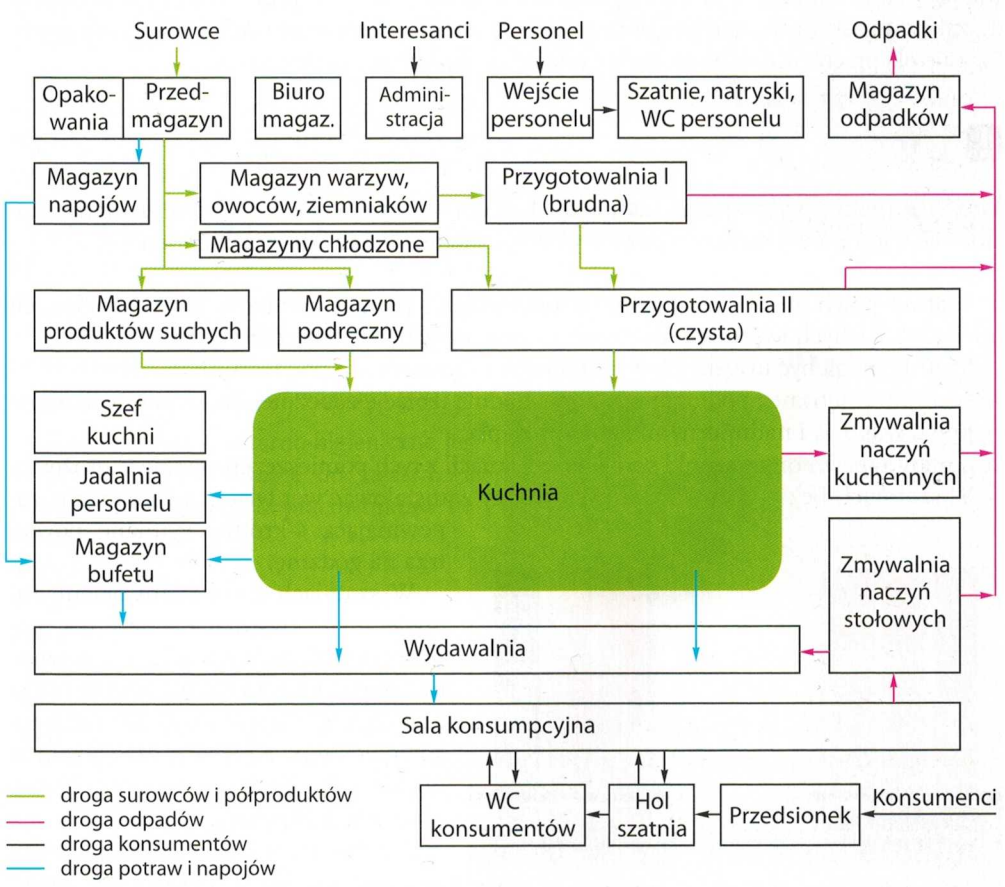 Surowce
Interesanci
Personel
Odpadki
Opako-
wania
Przed-
magazyn
Biuro
magaz.
Admini-
stracja
Wejście
personelu
Szatnie, natryski,
WC personelu
Magazyn
odpadków
Magazyn
napojów
Magazyn warzyw,
owoców, ziemniaków
Przygotowalnia I
(brudna)
Magazyny chłodzone
Magazyn
produktów suchych
Magazyn
podręczny
Przygotowalnia II
(czysta)
Szef
kuchni
Jadalnia
personelu
Magazyn
bufetu
Kuchnia
Zmywalnia
naczyń
kuchennych
Zmywalnia
naczyń
stołowych
Wydawalnia
Sala konsumpcyjna
WC
konsumentów
Hol
szatnia
Przedsionek
Konsumenci
droga surowców i półproduktów
droga odpadów
droga konsumentów
droga potraw i napojów